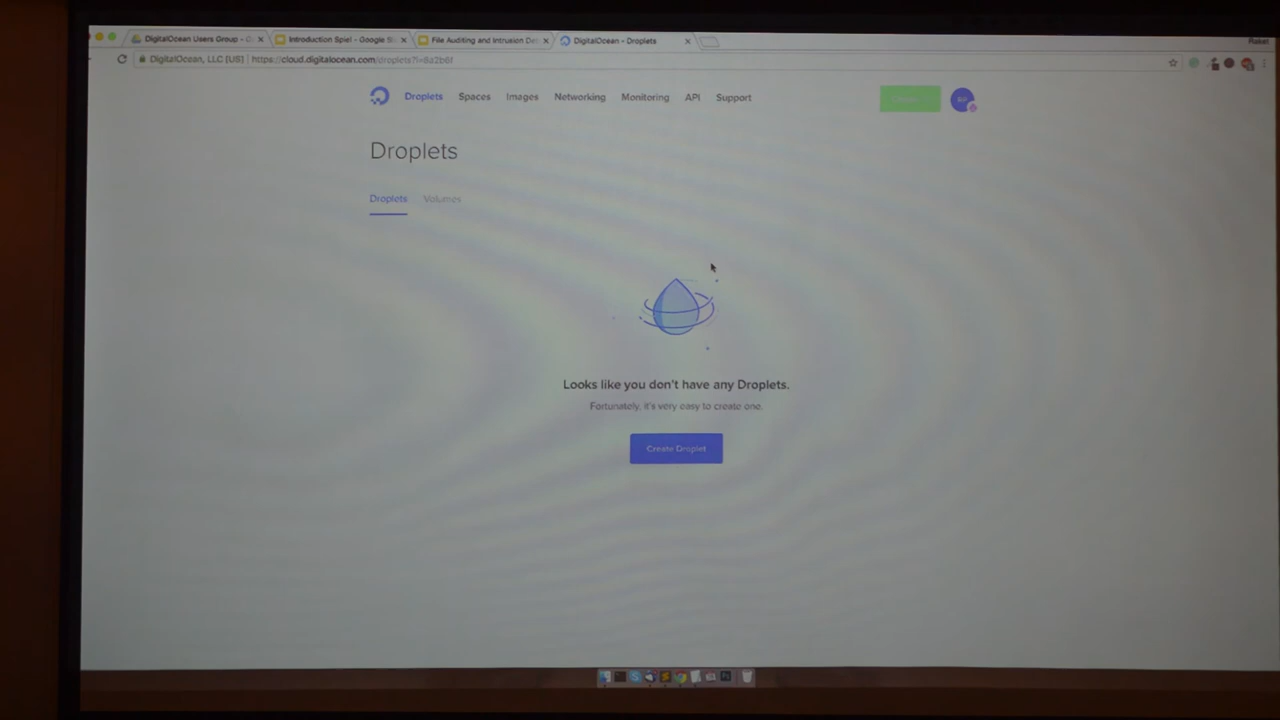 DigitalOcean Users Group - Introduction Spiel - Google Sl File Auditing and Intrusion Det DigitalOcean - Droplets
DigitalOcean, LLC [US] https://cloud.digitalocean.com/droplets?i=
Droplets Spaces Images Networking Monitoring API Support
Droplets
Droplets Volumes
Looks like you don't have any Droplets.
Fortunately, it's very easy to create one.
Create Droplet